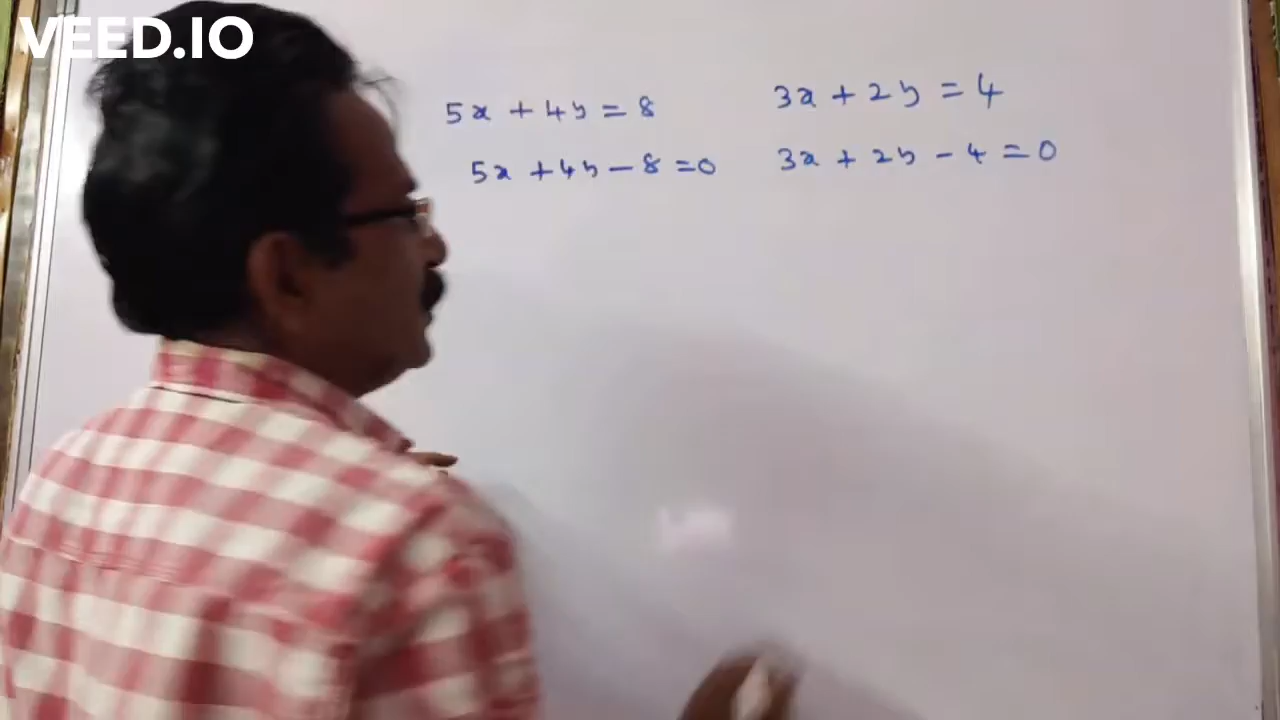 VEED.IO
5x + 4y = 8
5x + 4y - 8 = 0
3x + 2y = 4
3x + 2y - 4 = 0